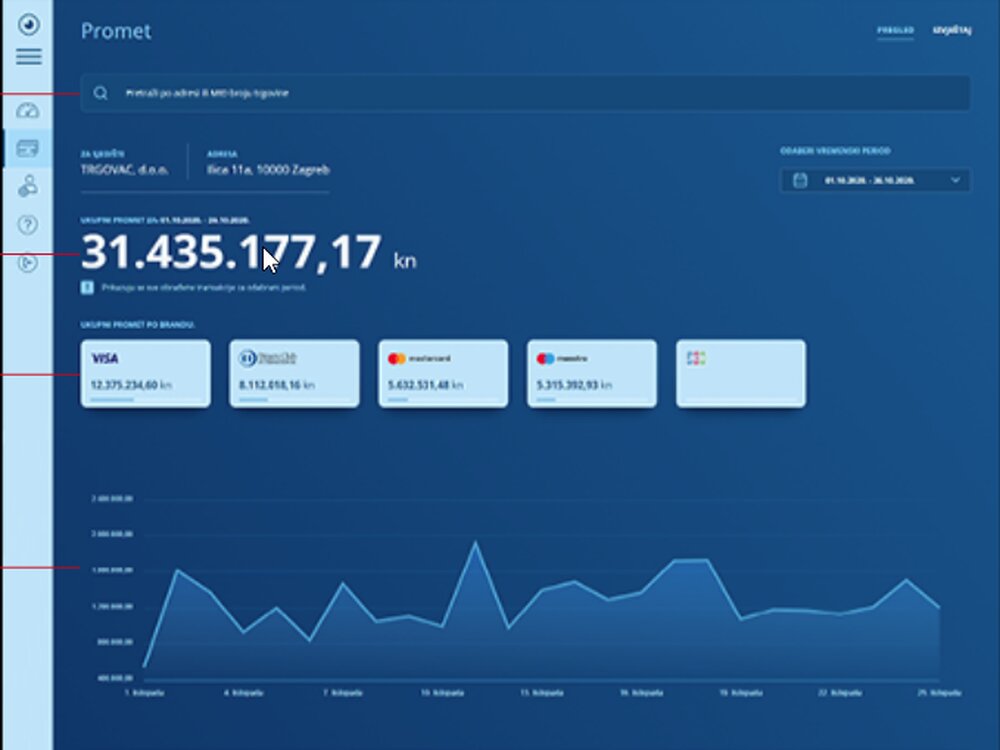 Promet
PREGLED
IZVJEŠTAJ
Pretraži po adresi ili MID broju trgovine
ZA SJEDIŠTE
TRGOVAC, d.o.o.
ADRESA
Ilica 11a, 10000 Zagreb
ODABERI VREMENSKI PERIOD
01.10.2020. - 26.10.2020.
UKUPNI PROMET ZA 01.10.2020. - 26.10.2020.
31.435.177,17 kn
Prikazuju se sve obrađene transakcije za odabrani period.
UKUPNI PROMET PO BRANDU:
VISA
12.375.234,60 kn
Diners Club
8.112.018,16 kn
mastercard
5.632.531,48 kn
maestro
5.315.392,93 kn
JCB
2 400 000,00
2 000 000,00
1 600 000,00
1 200 000,00
800 000,00
400 000,00
1. listopada
4. listopada
7. listopada
10. listopada
13. listopada
16. listopada
19. listopada
22. listopada
25. listopada